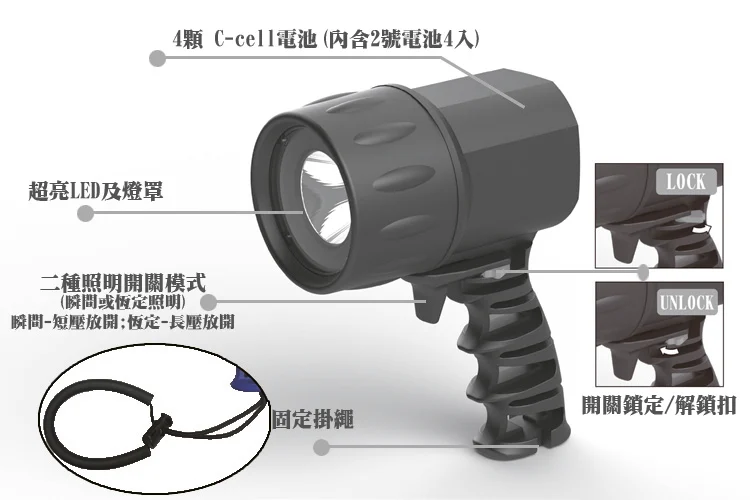 4顆 C-cell電池(內含2號電池4入)
超亮LED及燈罩
LOCK
二種照明開關模式
(瞬間或恆定照明)
瞬間-短壓放開;恆定-長壓放開
UNLOCK
開關鎖定/解鎖扣
固定掛繩